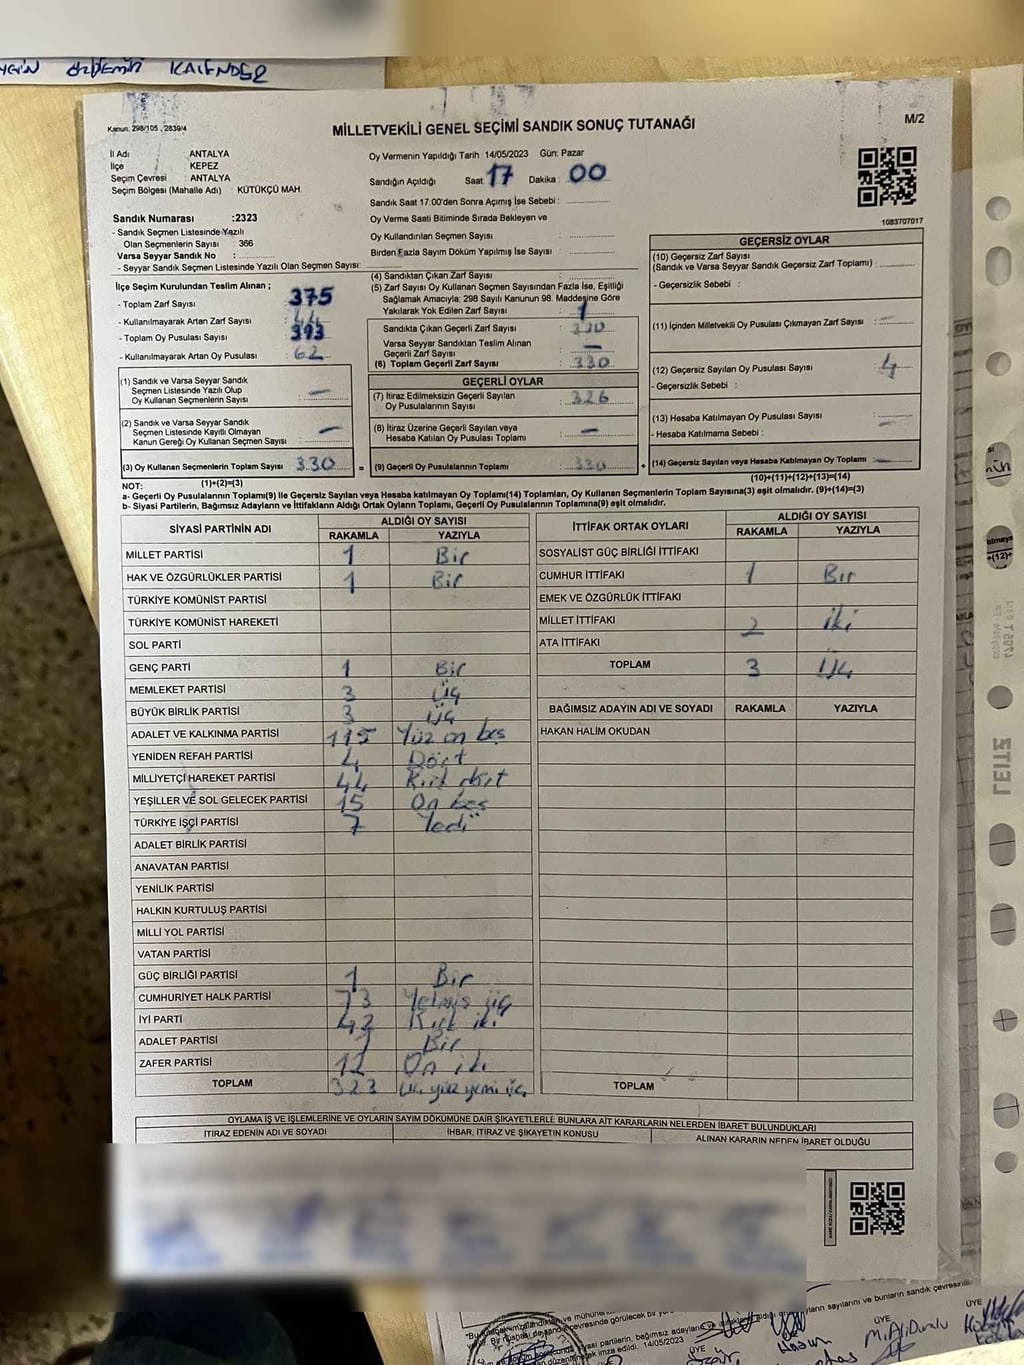 KALENDER
Kanun: 298/105 , 2839/4
MİLLETVEKİLİ GENEL SEÇİMİ SANDIK SONUÇ TUTANAĞI
M/2
İl Adı : ANTALYA
İlçe : KEPEZ
Seçim Çevresi : ANTALYA
Seçim Bölgesi (Mahalle Adı) : KÜTÜKÇÜ MAH.
Oy Vermenin Yapıldığı Tarih :14/05/2023 Gün: Pazar
Sandığın Açıldığı Saat: 17 Dakika : 00
Sandık Saat 17:00'den Sonra Açımış İse Sebebi :
Oy Verme Saati Bitiminde Sırada Bekleyen ve
Oy Kullandırılan Seçmen Sayısı :
Birden Fazla Sayım Döküm Yapılmış İse Sayısı :
1083707017
Sandık Numarası :2323
- Sandık Seçmen Listesinde Yazılı
Olan Seçmenlerin Sayısı : 366
Varsa Seyyar Sandık No :
- Seyyar Sandık Seçmen Listesinde Yazılı Olan Seçmen Sayısı:
İlçe Seçim Kurulundan Teslim Alınan ;
- Toplam Zarf Sayısı : 375
- Kullanılmayarak Artan Zarf Sayısı : 44
- Toplam Oy Pusulası : 393
- Kullanılmayarak Artan Oy Pusulası : 62
(1) Sandık ve Varsa Seyyar Sandık
Seçmen Listesinde Yazılı Olup
Oy Kullanan Seçmenlerin Sayısı : —
(2) Sandık ve Varsa Seyyar Sandık
Seçmen Listesinde Kayıtlı Olmayan
Kanun Gereği Oy Kullanan Seçmen Sayısı : —
(3) Oy Kullanan Seçmenlerin Toplam Sayısı : 330
(1)+(2)=(3)
(4) Sandıktan Çıkan Zarf Sayısı :
(5) Zarf Sayısı Oy Kullanan Seçmen Sayısından Fazla İse, Eşitliği
Sağlamak Amacıyla; 298 Sayılı Kanunun 98. Maddesine Göre
Yakılarak Yok Edilen Zarf Sayısı : 1
Sandıkta Çıkan Geçerli Zarf Sayısı : 330
Varsa Seyyar Sandıktan Teslim Alınan
Geçerli Zarf Sayısı : —
(6) Toplam Geçerli Zarf Sayısı : 330
GEÇERLİ OYLAR
(7) İtiraz Edilmeksizin Geçerli Sayılan
Oy Pusulalarının Sayısı : 326
(8) İtiraz Üzerine Geçerli Sayılan veya
Hesaba Katılan Oy Pusulası Toplamı : —
= (9) Geçerli Oy Pusulalarının Toplamı : 330
GEÇERSİZ OYLAR
(10) Geçersiz Zarf Sayısı
(Sandık ve Varsa Seyyar Sandık Geçersiz Zarf Toplamı) :
- Geçersizlik Sebebi :
(11) İçinden Milletvekili Oy Pusulası Çıkmayan Zarf Sayısı : —
(12) Geçersiz Sayılan Oy Pusulası Sayısı : 4
- Geçersizlik Sebebi :
(13) Hesaba Katılmayan Oy Pusulası Sayısı :
- Hesaba Katılmama Sebebi :
+ (14) Geçersiz Sayılan veya Hesaba Katılmayan Oy Toplamı : —
(10)+(11)+(12)+(13)=(14)
NOT:
a- Geçerli Oy Pusulalarının Toplamı(9) ile Geçersiz Sayılan veya Hesaba katılmayan Oy Toplamı(14) Toplamları, Oy Kullanan Seçmenlerin Toplam Sayısına(3) eşit olmalıdır. (9)+(14)=(3)
b- Siyasi Partilerin, Bağımsız Adayların ve İttifakların Aldığı Ortak Oyların Toplamı, Geçerli Oy Pusulalarının Toplamına(9) eşit olmalıdır.
SİYASİ PARTİNİN ADI ALDIĞI OY SAYISI
RAKAMLA YAZIYLA
MİLLET PARTİSİ 1 Bir
HAK VE ÖZGÜRLÜKLER PARTİSİ 1 Bir
TÜRKİYE KOMÜNİST PARTISI
TÜRKİYE KOMÜNİST HAREKETI
SOL PARTİ
GENÇ PARTİ 1 Bir
MEMLEKET PARTİSİ 3 Üç
BÜYÜK BİRLİK PARTİSİ 3 Üç
ADALET VE KALKINMA PARTİSİ 115 Yüz on beş
YENİDEN REFAH PARTİSİ 4 Dört
MİLLİYETÇİ HAREKET PARTİSİ 44 Kırk dört
YEŞİLLER VE SOL GELECEK PARTİSİ 15 On beş
TÜRKİYE İŞÇİ PARTİSİ 7 Yedi
ADALET BİRLİK PARTİSİ
ANAVATAN PARTİSİ
YENİLİK PARTİSİ
HALKIN KURTULUŞ PARTİSİ
MİLLİ YOL PARTİSİ
VATAN PARTİSİ
GÜÇ BİRLİĞİ PARTİSİ 1 Bir
CUMHURİYET HALK PARTİSİ 73 Yetmiş üç
İYİ PARTİ 42 Kırk iki
ADALET PARTİSİ 1 Bir
ZAFER PARTİSİ 12 On iki
TOPLAM 323 üç yüz yirmi üç
İTTİFAK ORTAK OYLARI ALDIĞI OY SAYISI
RAKAMLA YAZIYLA
SOSYALIST GÜÇ BİRLİĞİ İTTİFAKI
CUMHUR İTTİFAKI 1 Bir
EMEK VE ÖZGÜRLÜK İTTİFAKI
MİLLET İTTİFAKI 2 iki
ATA İTTİFAKI
TOPLAM 3 Üç
BAĞIMSIZ ADAYIN ADI VE SOYADI RAKAMLA YAZIYLA
HAKAN HALİM OKUDAN
TOPLAM
OYLAMA İŞ VE İŞLEMLERINE VE OYLARIN SAYIM DÖKÜMÜNE DAİR ŞİKAYETLERLE BUNLARA AİT KARARLARIN NELERDEN İBARET BULUNDUKLARI
İTİRAZ EDENİN ADI VE SOYADI İHBAR, İTİRAZ VE ŞİKAYETIN KONUSU ALINAN KARARIN NEDEN İBARET OLDUĞU
LEITZ
ÜYE
ÜYE
ÜYE
M.Ali Durdu